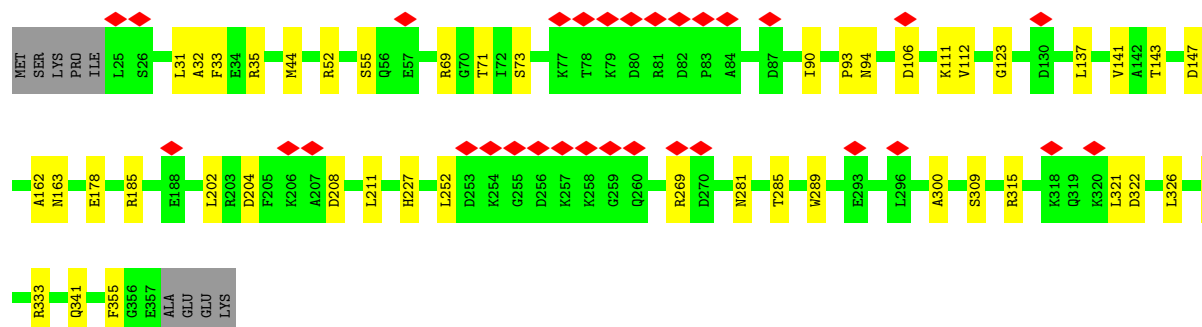 MET SER LYS PRO ILE L25 S26 L31 A32 F33 E34 R35 M44 R52 S55 Q56 E57 R69 G70 T71 I72 S73 K77 T78 K79 D80 R81 D82 P83 A84 D87 I90 P93 N94 D106 K111 V112 G123 D130 L137 V141 A142 T143 D147
A162 N163 E178 R185 E188 L202 R203 D204 F205 K206 A207 D208 L211 H227 L252 D253 K254 G255 D256 K257 K258 G259 Q260 R269 D270 N281 T285 W289 E293 L296 A300 S309 R315 K318 Q319 K320 L321 D322 L326
R333 Q341 F355 G356 E357 ALA GLU GLU LYS